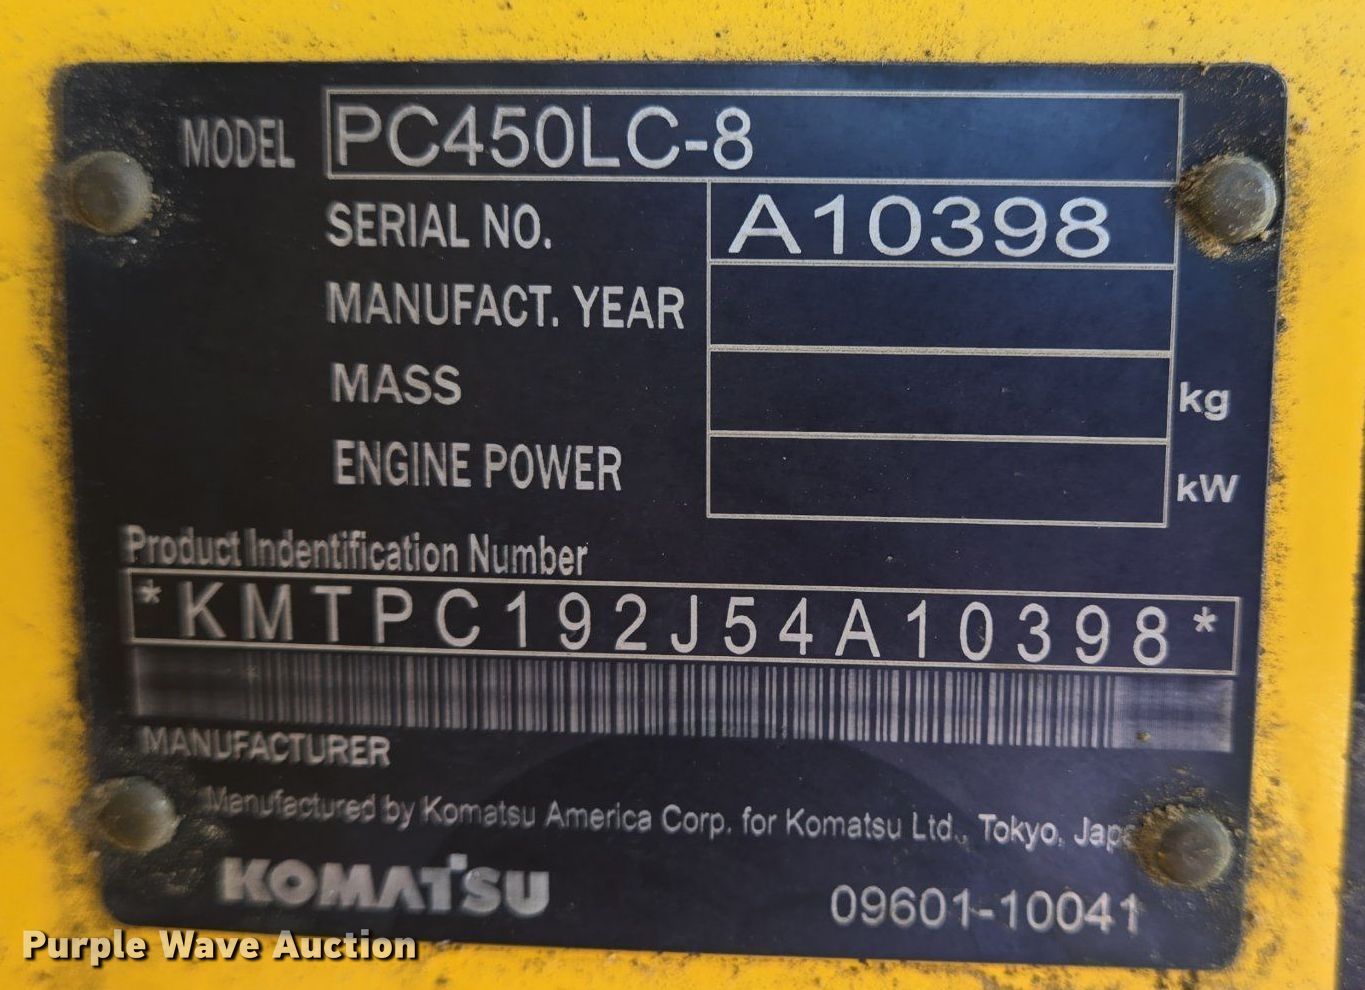 MODEL PC450LC-8
SERIAL NO. A10398
MANUFACT. YEAR
MASS kg
ENGINE POWER kW
Product Indentification Number
*KMTPC192J54A10398*
MANUFACTURER
Manufactured by Komatsu America Corp. for Komatsu Ltd., Tokyo,
KOMATSU
09601-10041
Purple Wave Auction